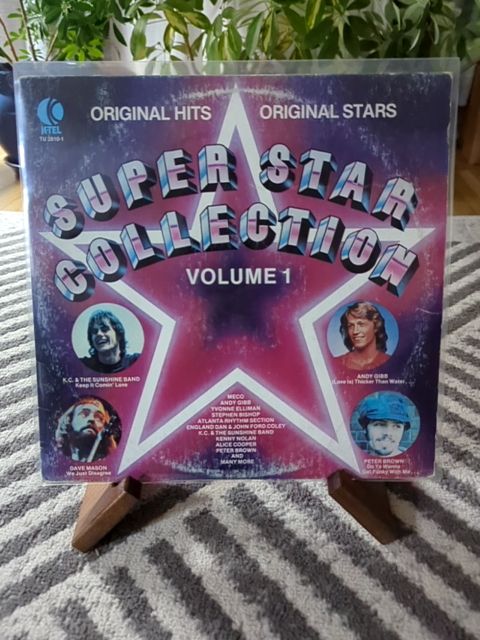 K-TEL
TU 2610-1
ORIGINAL HITS ORIGINAL STARS
SUPER STAR
COLLECTION
VOLUME 1
K.C. & THE SUNSHINE BAND
Keep It Comin' Love
ANDY GIBB
(Love Is) Thicker Than Water
MECO
ANDY GIBB
YVONNE ELLIMAN
STEPHEN BISHOP
ATLANTA RHYTHM SECTION
ENGLAND DAN & JOHN FORD COLEY
K.C. & THE SUNSHINE BAND
KENNY NOLAN
ALICE COOPER
PETER BROWN
AND
MANY MORE
DAVE MASON
We Just Disagree
PETER BROWN
Do Ya Wanna
Get Funky With Me